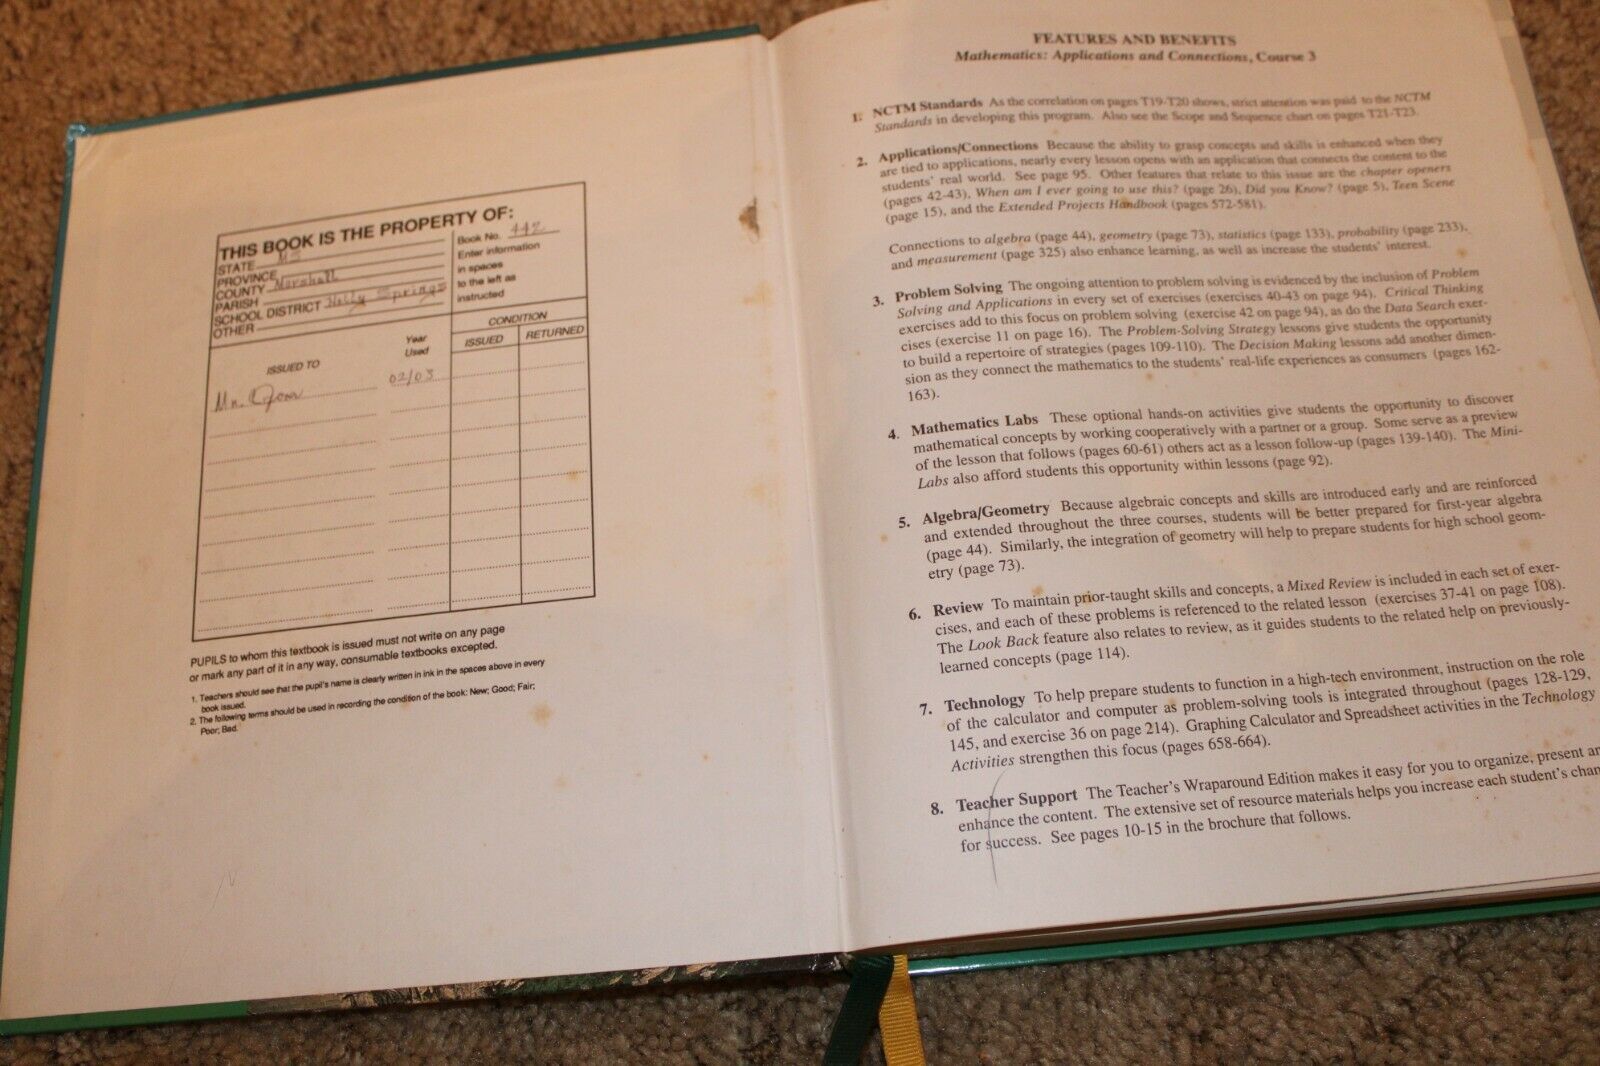 THIS BOOK IS THE PROPERTY OF:
STATE MS
PROVINCE
COUNTY Marshall
PARISH
SCHOOL DISTRICT Holly Springs
OTHER
Book No. 442
Enter information
in spaces
to the left as
instructed
ISSUED TO
Year
Used
CONDITION
ISSUED
RETURNED
Mr.
02/03
PUPILS to whom this textbook is issued must not write on any page
or mark any part of it in any way, consumable textbooks excepted.
1. Teachers should see that the pupil's name is clearly written in ink in the spaces above in every
book issued.
2. The following terms should be used in recording the condition of the book: New; Good; Fair;
Poor; Bad.
FEATURES AND BENEFITS
Mathematics: Applications and Connections, Course 3
1. NCTM Standards As the correlation on pages T19-T20 shows, strict attention was paid to the NCTM
Standards in developing this program. Also see the Scope and Sequence chart on pages T21-T23.
2. Applications/Connections Because the ability to grasp concepts and skills is enhanced when they
are tied to applications, nearly every lesson opens with an application that connects the content to the
students' real world. See page 95. Other features that relate to this issue are the chapter openers
(pages 42-43), When am I ever going to use this? (page 26), Did you Know? (page 5), Teen Scene
(page 15), and the Extended Projects Handbook (pages 572-581).
Connections to algebra (page 44), geometry (page 73), statistics (page 133), probability (page 233),
and measurement (page 325) also enhance learning, as well as increase the students' interest.
3. Problem Solving The ongoing attention to problem solving is evidenced by the inclusion of Problem
Solving and Applications in every set of exercises (exercises 40-43 on page 94). Critical Thinking
exercises add to this focus on problem solving (exercise 42 on page 94), as do the Data Search exer-
cises (exercise 11 on page 16). The Problem-Solving Strategy lessons give students the opportunity
to build a repertoire of strategies (pages 109-110). The Decision Making lessons add another dimen-
sion as they connect the mathematics to the students' real-life experiences as consumers (pages 162-
163).
4. Mathematics Labs These optional hands-on activities give students the opportunity to discover
mathematical concepts by working cooperatively with a partner or a group. Some serve as a preview
of the lesson that follows (pages 60-61) others act as a lesson follow-up (pages 139-140). The Mini-
Labs also afford students this opportunity within lessons (page 92).
5. Algebra/Geometry Because algebraic concepts and skills are introduced early and are reinforced
and extended throughout the three courses, students will be better prepared for first-year algebra
(page 44). Similarly, the integration of geometry will help to prepare students for high school geom-
etry (page 73).
6. Review To maintain prior-taught skills and concepts, a Mixed Review is included in each set of exer-
cises, and each of these problems is referenced to the related lesson (exercises 37-41 on page 108).
The Look Back feature also relates to review, as it guides students to the related help on previously-
learned concepts (page 114).
7. Technology To help prepare students to function in a high-tech environment, instruction on the role
of the calculator and computer as problem-solving tools is integrated throughout (pages 128-129,
145, and exercise 36 on page 214). Graphing Calculator and Spreadsheet activities in the Technology
Activities strengthen this focus (pages 658-664).
8. Teacher Support The Teacher's Wraparound Edition makes it easy for you to organize, present an
enhance the content. The extensive set of resource materials helps you increase each student's chan
for success. See pages 10-15 in the brochure that follows.